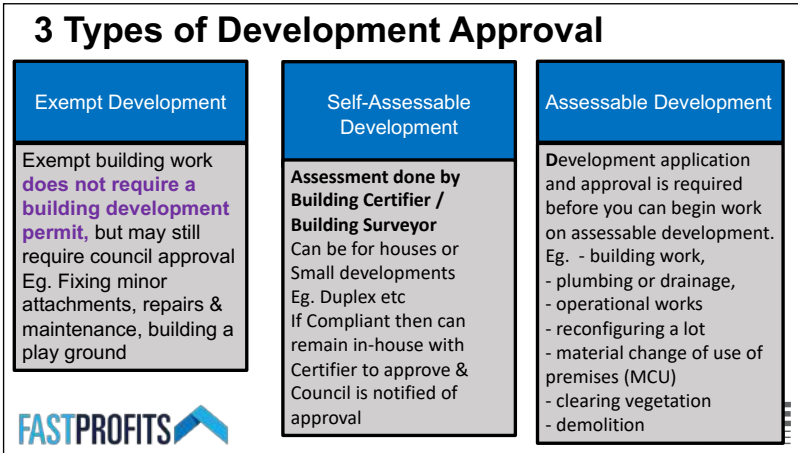 3 Types of Development Approval
Exempt Development
Exempt building work
does not require a
building development
permit, but may still
require council approval
Eg. Fixing minor
attachments, repairs &
maintenance, building a
play ground
Self-Assessable
Development
Assessment done by
Building Certifier /
Building Surveyor
Can be for houses or
Small developments
Eg. Duplex etc
If Compliant then can
remain in-house with
Certifier to approve &
Council is notified of
approval
Assessable Development
Development application
and approval is required
before you can begin work
on assessable development.
Eg.  - building work,
- plumbing or drainage,
- operational works
- reconfiguring a lot
- material change of use of
premises (MCU)
- clearing vegetation
- demolition
FASTPROFITS